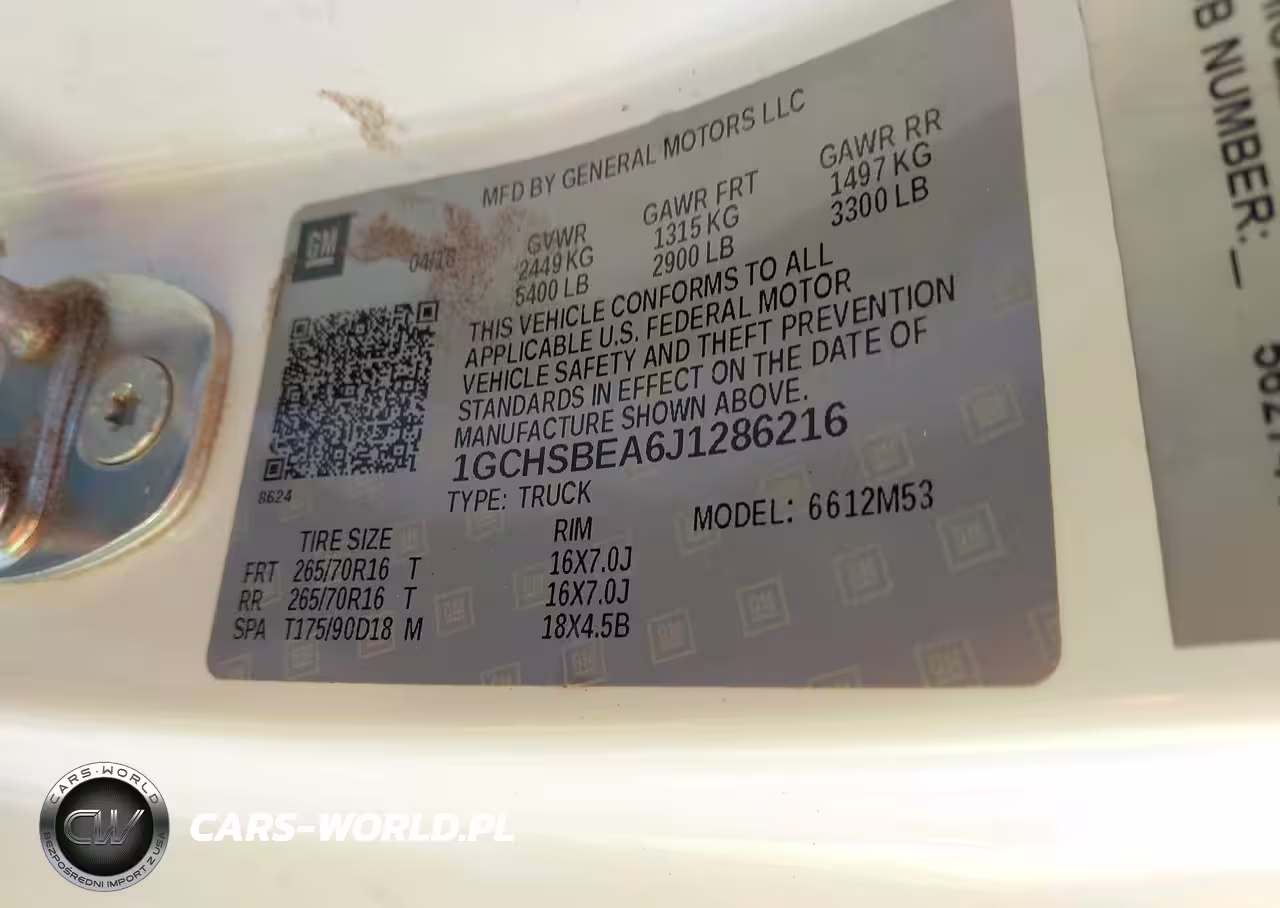 MFD BY GENERAL MOTORS LLC
GM
04/18
GVWR
2449 KG
5400 LB
GAWR FRT
1315 KG
2900 LB
GAWR RR
1497 KG
3300 LB
THIS VEHICLE CONFORMS TO ALL
APPLICABLE U.S. FEDERAL MOTOR
VEHICLE SAFETY AND THEFT PREVENTION
STANDARDS IN EFFECT ON THE DATE OF
MANUFACTURE SHOWN ABOVE.
1GCHSBEA6J1286216
8624
TYPE: TRUCK
MODEL: 6612M53
TIRE SIZE RIM
FRT 265/70R16 T 16X7.0J
RR 265/70R16 T 16X7.0J
SPA T175/90D18 M 18X4.5B
NUMBER:
CARS-WORLD
CW
BEZPOŚREDNI IMPORT Z USA
CARS-WORLD.PL